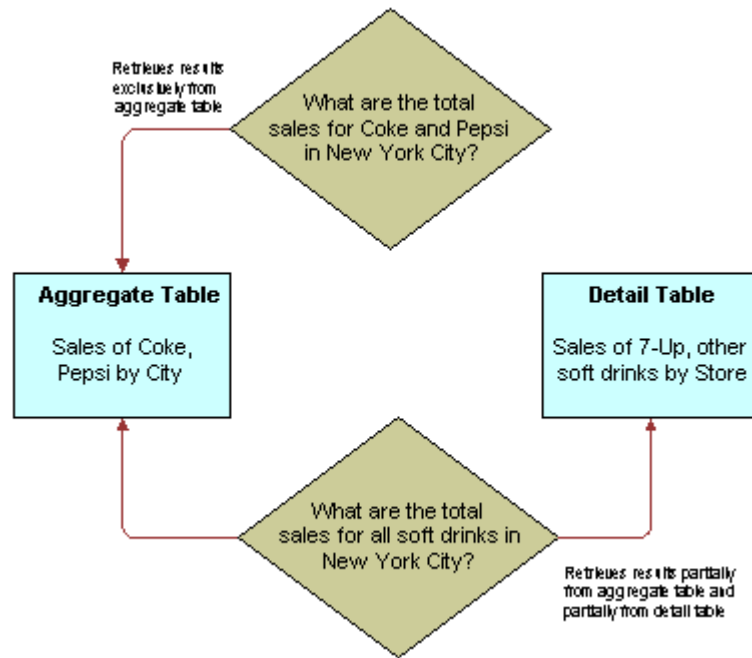 Retrieves results
exclusively from
aggregate table
What are the total
sales for Coke and Pepsi
in New York City?
Aggregate Table
Sales of Coke,
Pepsi by City
Detail Table
Sales of 7-Up, other
soft drinks by Store
What are the total
sales for all soft drinks in
New York City?
Retrieves results partially
from aggregate table and
partially from detail table